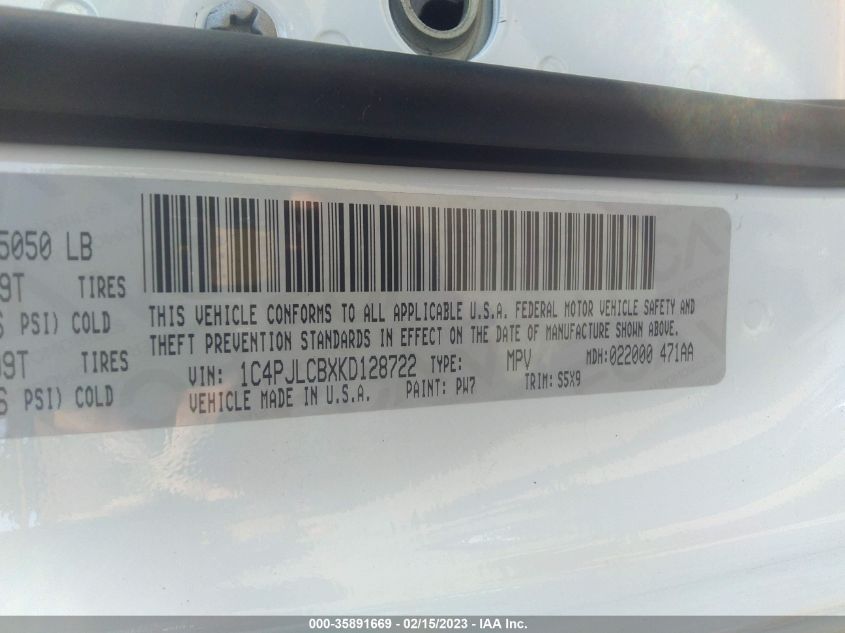 5050 LB
9T TIRES
PSI) COLD
09T TIRES
PSI) COLD
THIS VEHICLE CONFORMS TO ALL APPLICABLE U.S.A. FEDERAL MOTOR VEHICLE SAFETY AND
THEFT PREVENTION STANDARDS IN EFFECT ON THE DATE OF MANUFACTURE SHOWN ABOVE.
VIN: 1C4PJLCBXKD128722 TYPE: MPV MDH:022000 471AA
VEHICLE MADE IN U.S.A. PAINT: PW7 TRIM: S5X9
000-35891669 - 02/15/2023 - IAA Inc.